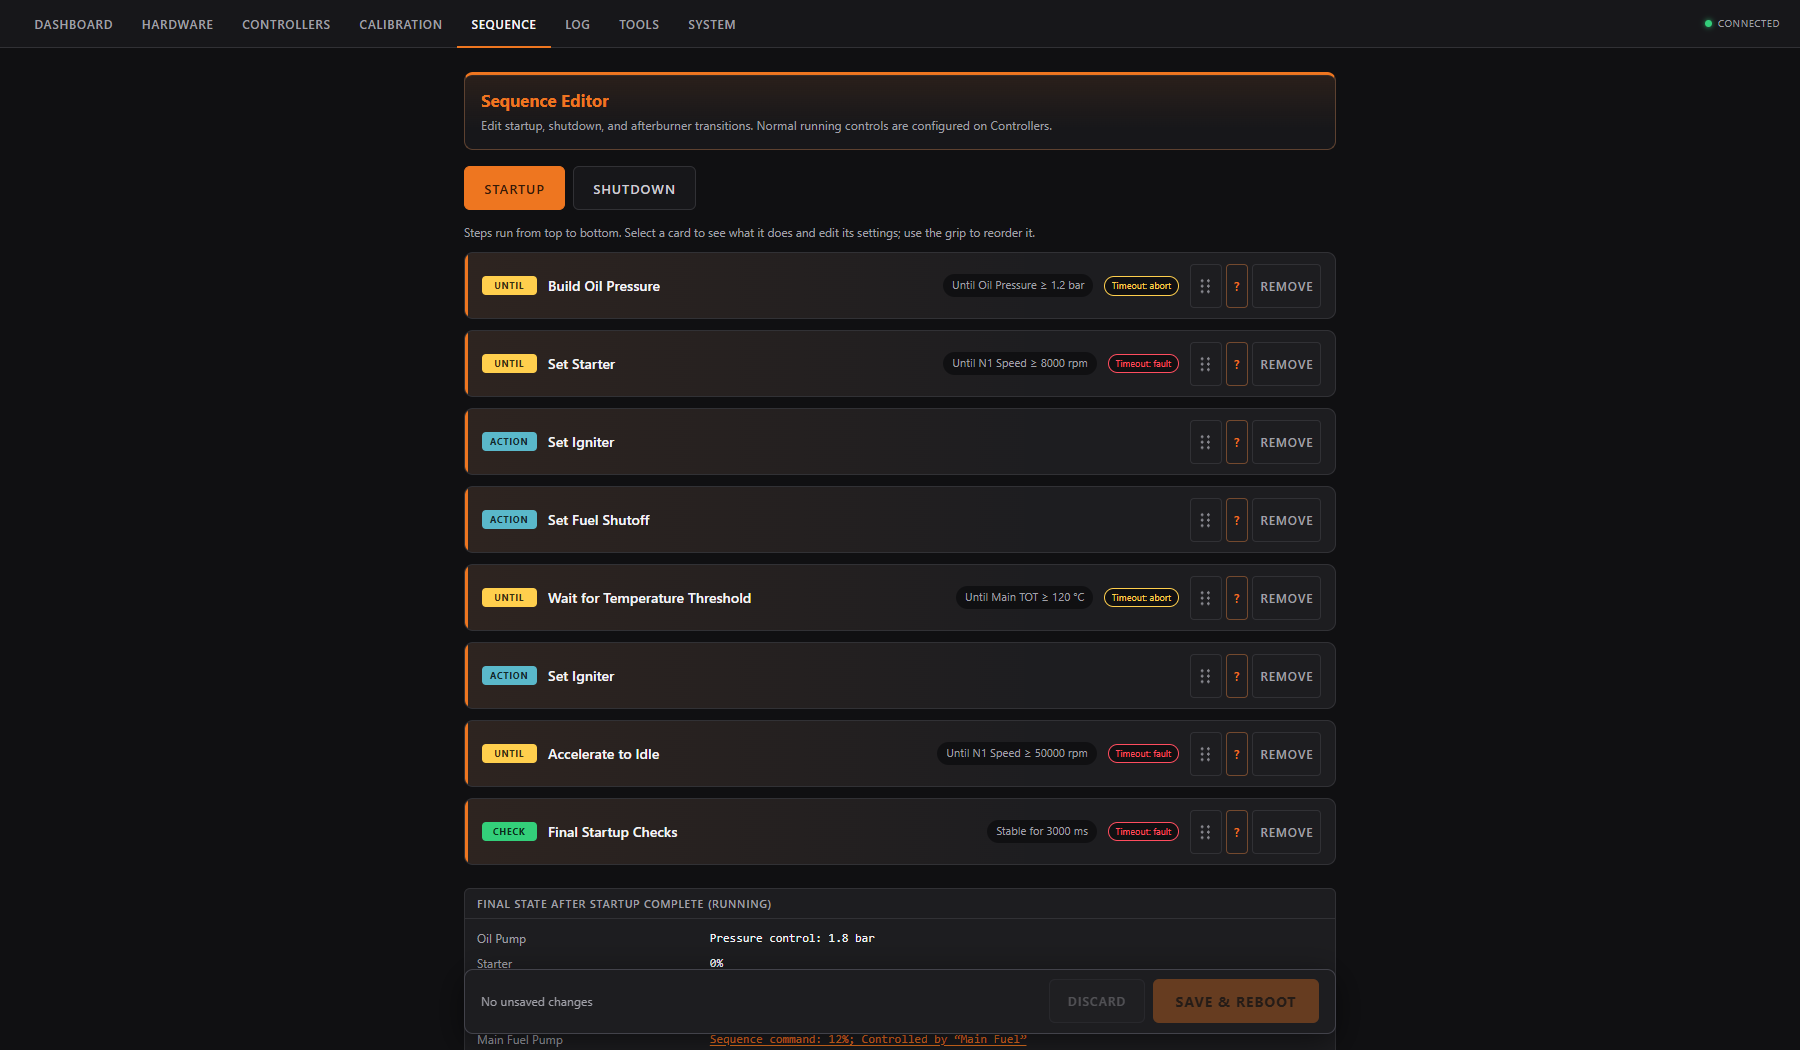 DASHBOARD HARDWARE CONTROLLERS CALIBRATION SEQUENCE LOG TOOLS SYSTEM CONNECTED
Sequence Editor
Edit startup, shutdown, and afterburner transitions. Normal running controls are configured on Controllers.
STARTUP SHUTDOWN
Steps run from top to bottom. Select a card to see what it does and edit its settings; use the grip to reorder it.
UNTIL Build Oil Pressure Until Oil Pressure ≥ 1.2 bar Timeout: abort ? REMOVE
UNTIL Set Starter Until N1 Speed ≥ 8000 rpm Timeout: fault ? REMOVE
ACTION Set Igniter ? REMOVE
ACTION Set Fuel Shutoff ? REMOVE
UNTIL Wait for Temperature Threshold Until Main TOT ≥ 120 °C Timeout: abort ? REMOVE
ACTION Set Igniter ? REMOVE
UNTIL Accelerate to Idle Until N1 Speed ≥ 50000 rpm Timeout: fault ? REMOVE
CHECK Final Startup Checks Stable for 3000 ms Timeout: fault ? REMOVE
FINAL STATE AFTER STARTUP COMPLETE (RUNNING)
Oil Pump Pressure control: 1.8 bar
Starter 0%
No unsaved changes DISCARD SAVE & REBOOT
Main Fuel Pump Sequence command: 12%; Controlled by “Main Fuel”